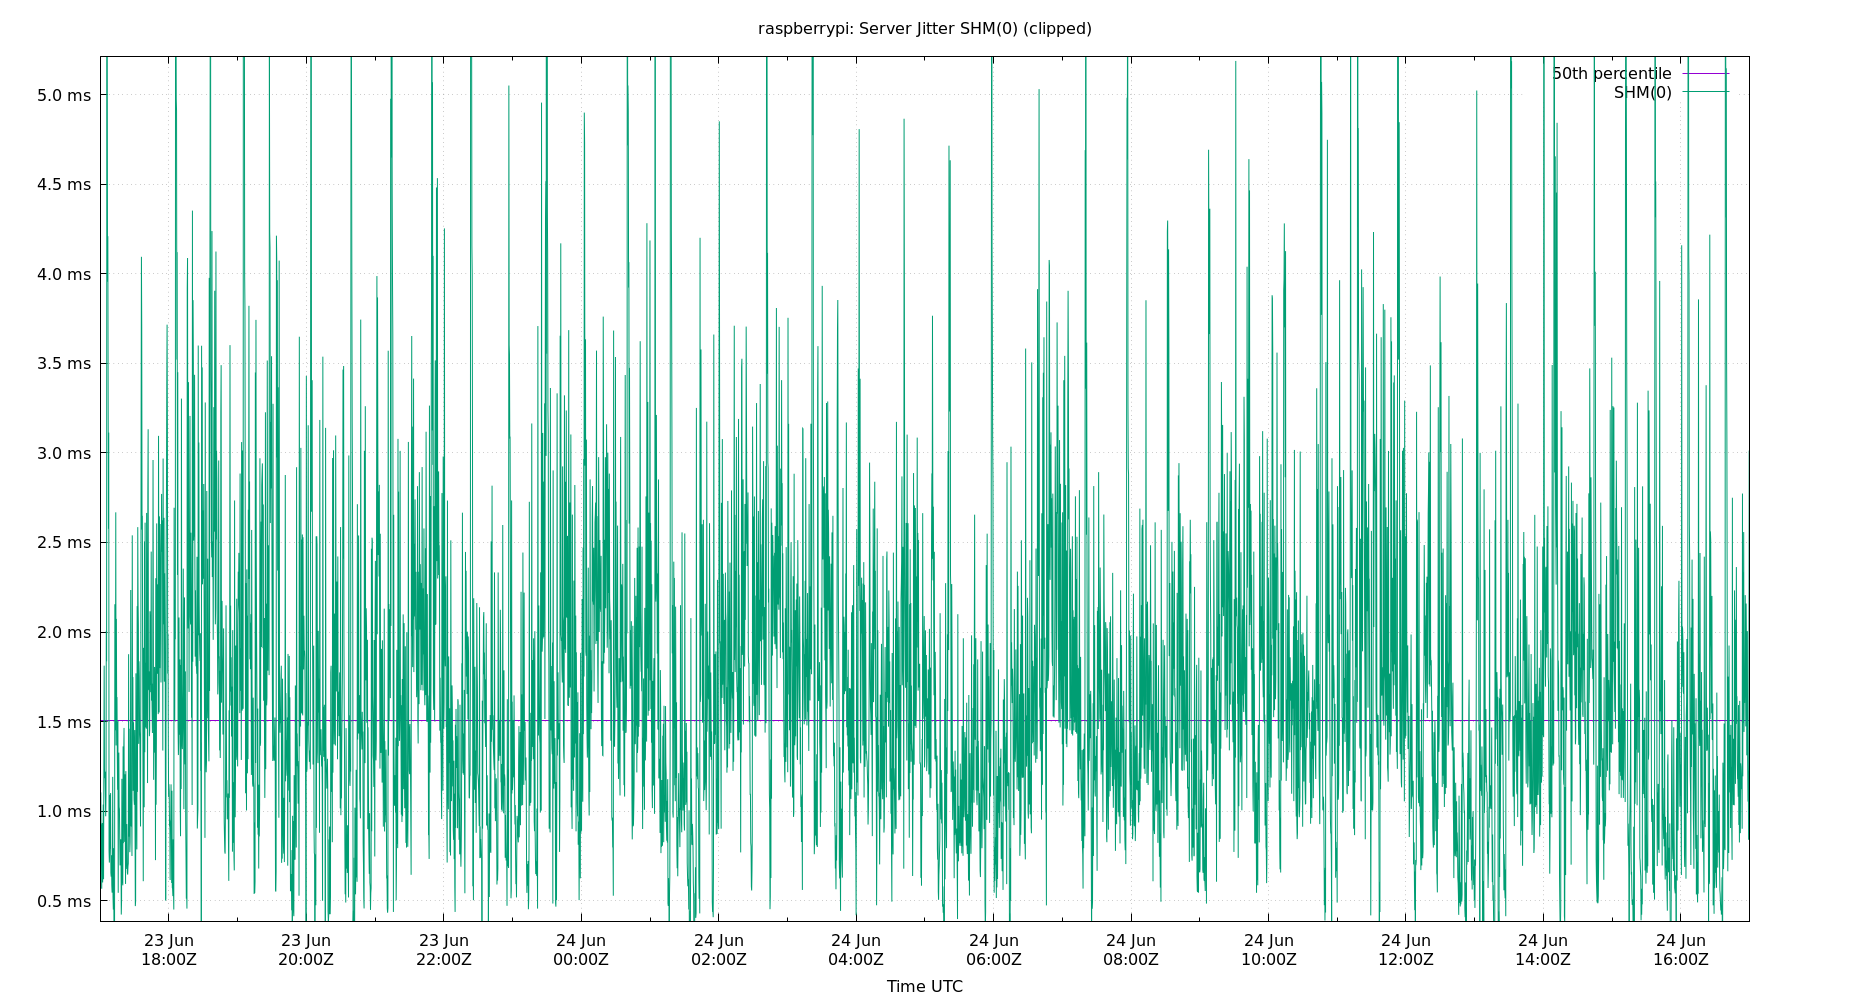 raspberrypi: Server Jitter SHM(0) (clipped)
50th percentile
SHM(0)
5.0 ms
4.5 ms
4.0 ms
3.5 ms
3.0 ms
2.5 ms
2.0 ms
1.5 ms
1.0 ms
0.5 ms
23 Jun 23 Jun 23 Jun 24 Jun 24 Jun 24 Jun 24 Jun 24 Jun 24 Jun 24 Jun 24 Jun 24 Jun
18:00Z 20:00Z 22:00Z 00:00Z 02:00Z 04:00Z 06:00Z 08:00Z 10:00Z 12:00Z 14:00Z 16:00Z
Time UTC